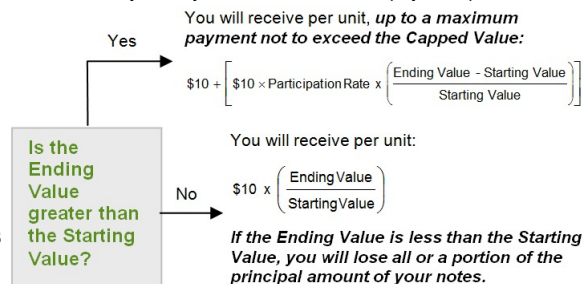 You will receive per unit, up to a maximum
payment not to exceed the Capped Value:
Yes
$10 + [ $10 × Participation Rate x ( Ending Value - Starting Value / Starting Value ) ]
Is the
Ending
Value
greater than
the Starting
Value?
You will receive per unit:
No
$10 x ( Ending Value / Starting Value )
If the Ending Value is less than the Starting
Value, you will lose all or a portion of the
principal amount of your notes.